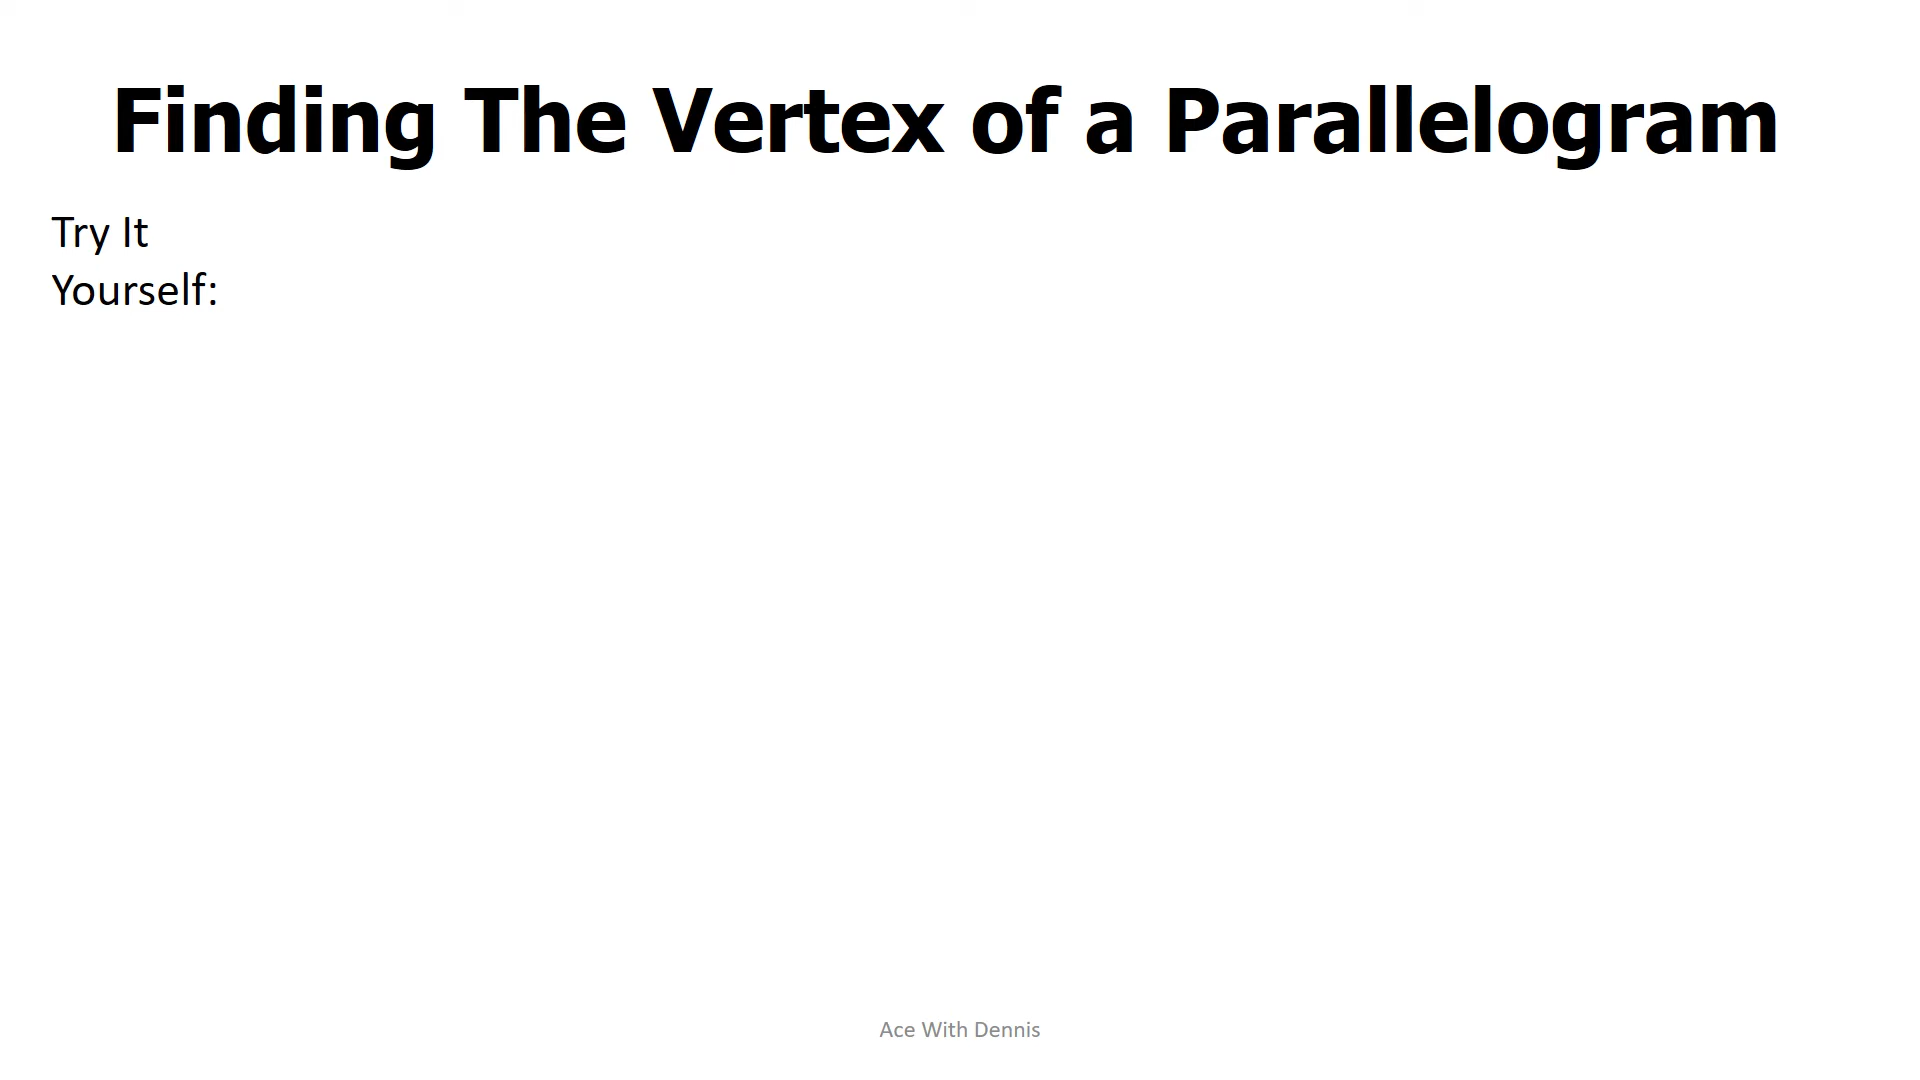 Finding The Vertex of a Parallelogram
Try It
Yourself:
Ace With Dennis